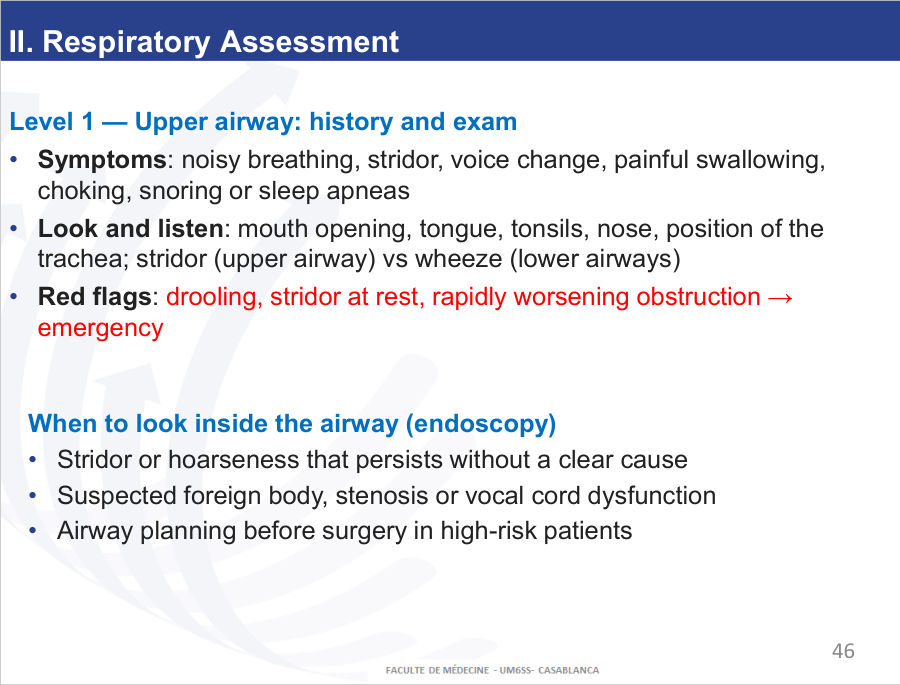 II. Respiratory Assessment
Level 1 — Upper airway: history and exam
• Symptoms: noisy breathing, stridor, voice change, painful swallowing,
choking, snoring or sleep apneas
• Look and listen: mouth opening, tongue, tonsils, nose, position of the
trachea; stridor (upper airway) vs wheeze (lower airways)
• Red flags: drooling, stridor at rest, rapidly worsening obstruction →
emergency
When to look inside the airway (endoscopy)
• Stridor or hoarseness that persists without a clear cause
• Suspected foreign body, stenosis or vocal cord dysfunction
• Airway planning before surgery in high-risk patients
46
FACULTE DE MÉDECINE - UM6SS- CASABLANCA